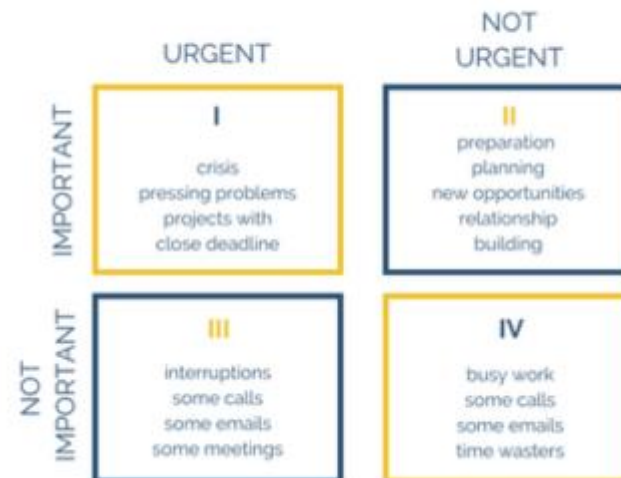 URGENT
NOT
URGENT
IMPORTANT
I
crisis
pressing problems
projects with
close deadline
II
preparation
planning
new opportunities
relationship
building
NOT
IMPORTANT
III
interruptions
some calls
some emails
some meetings
IV
busy work
some calls
some emails
time wasters